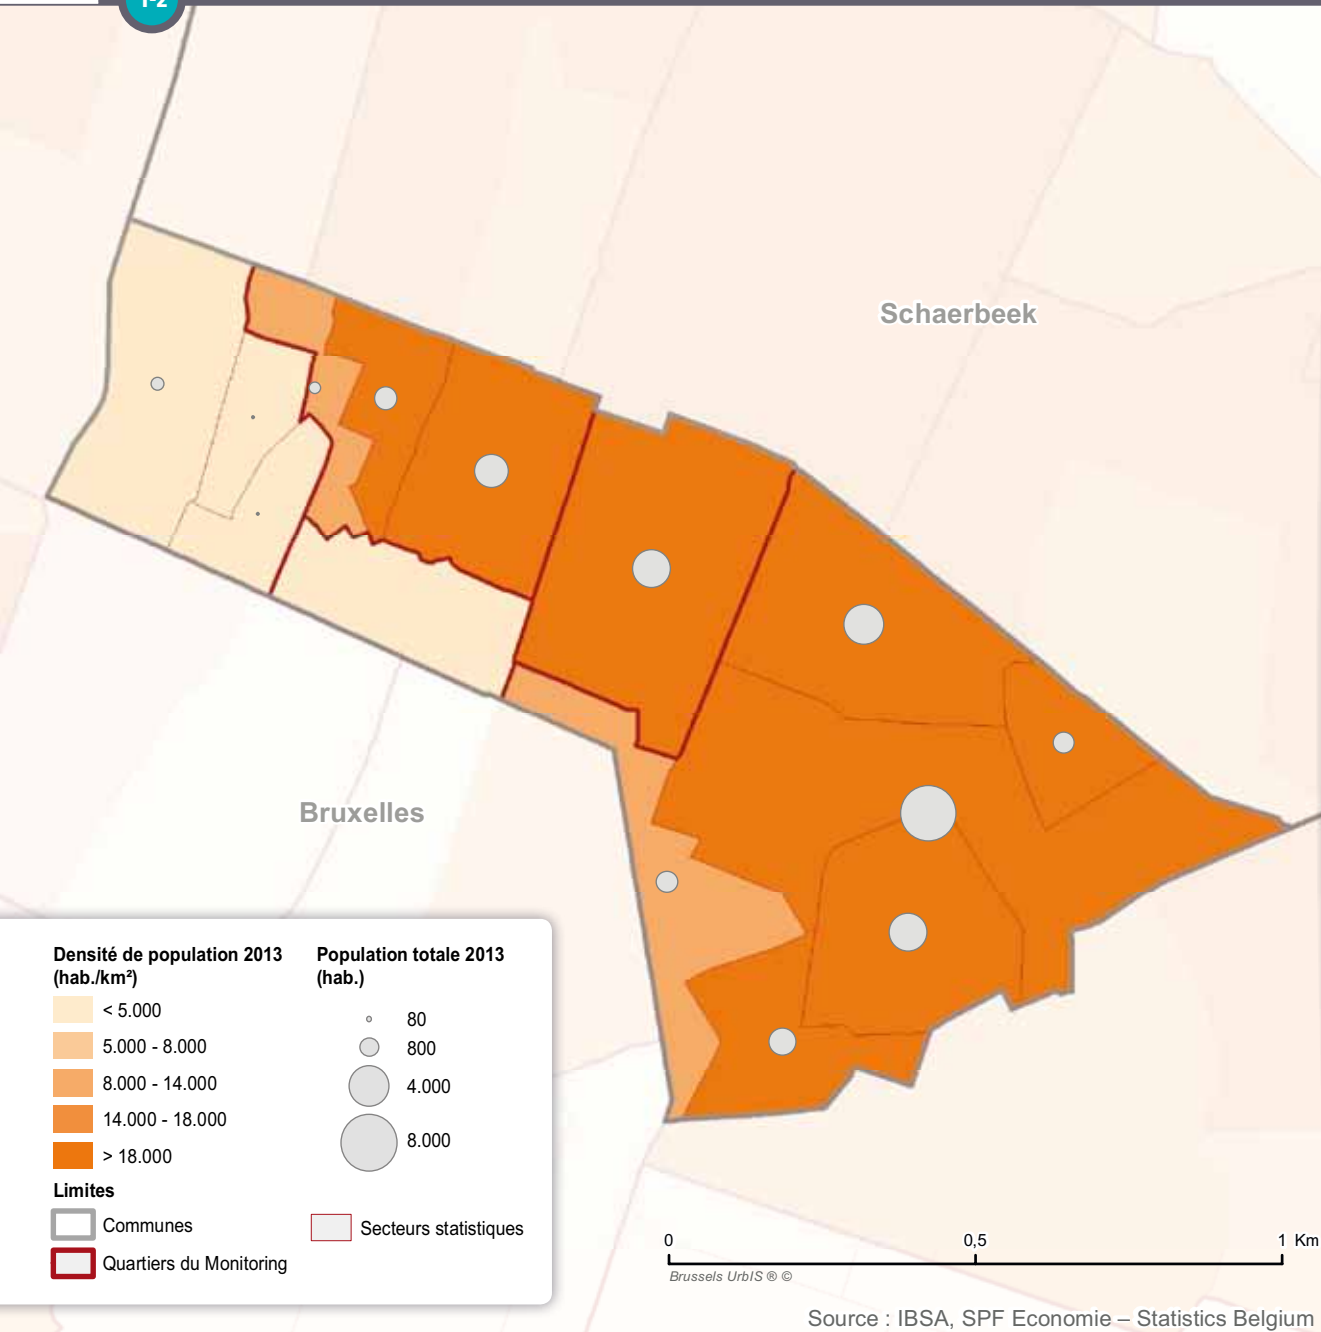 1-2
Schaerbeek
Bruxelles
Densité de population 2013
(hab./km²)
< 5.000
5.000 - 8.000
8.000 - 14.000
14.000 - 18.000
> 18.000
Population totale 2013
(hab.)
80
800
4.000
8.000
Limites
Communes
Quartiers du Monitoring
Secteurs statistiques
0 0,5 1 Km
Brussels UrbIS ® ©
Source : IBSA, SPF Economie – Statistics Belgium